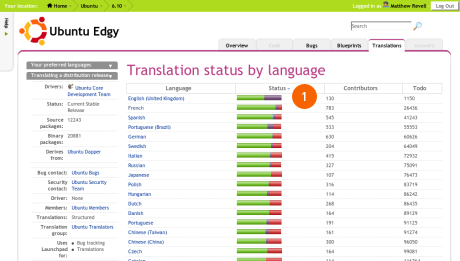 Your location: Home Ubuntu 6.10 Logged in as Matthew Revell Log Out
Help
Ubuntu Edgy
Search
Overview Bugs Blueprints Translations
Your preferred languages
Translating a distribution release
Drivers: Ubuntu Core Development Team
Status: Current Stable Release
Source packages: 12243
Binary packages: 20881
Derives from: Ubuntu Dapper
Bug contact: Ubuntu Bugs
Security contact: Ubuntu Security Team
Driver: None
Members: Ubuntu Members
Translations: Structured
Translation group: Ubuntu Translators
Uses Launchpad for: Bug tracking Translations
Translation status by language
Language Status Contributors Todo
1
English (United Kingdom) 130 1150
French 783 26436
Spanish 545 41243
Portuguese (Brazil) 533 55353
German 630 60626
Swedish 204 64049
Italian 415 72932
Russian 327 75091
Japanese 107 76473
Polish 316 83719
Hungarian 114 86242
Dutch 268 86435
Danish 164 89129
Portuguese 191 91125
Chinese (Taiwan) 161 91274
Chinese (China) 300 96050
Czech 164 99081